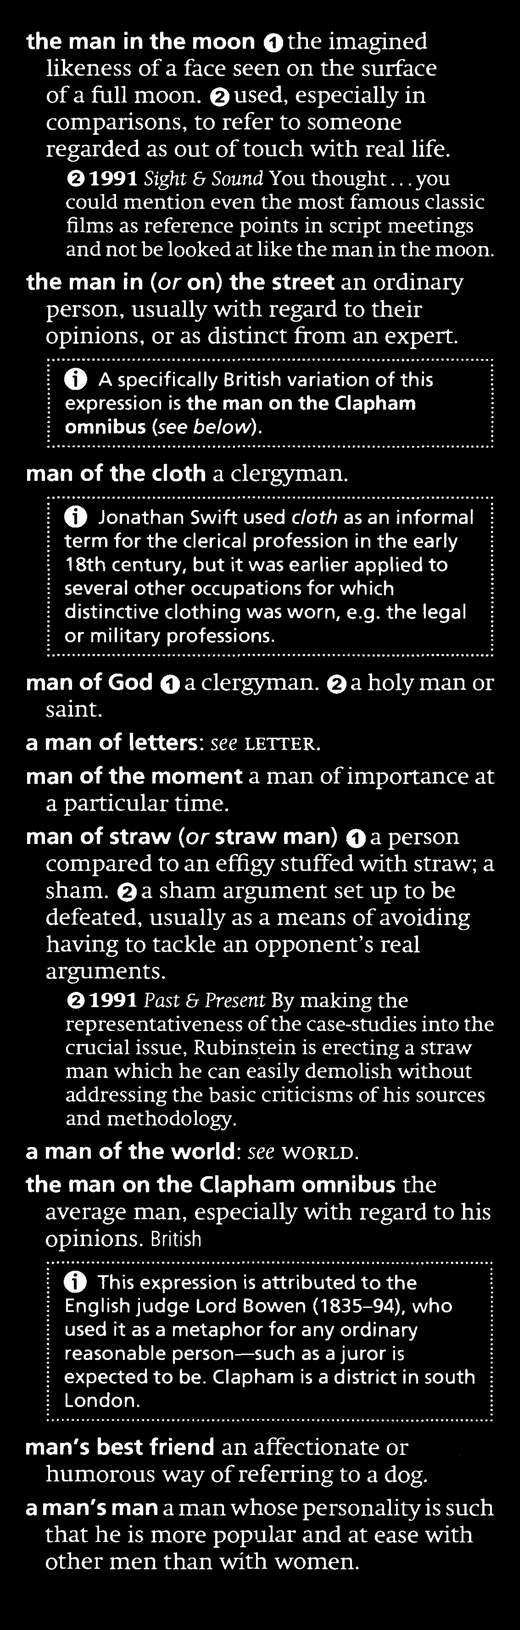 the man in the moon ❶ the imagined
likeness of a face seen on the surface
of a full moon. ❷ used, especially in
comparisons, to refer to someone
regarded as out of touch with real life.
❷ 1991 Sight & Sound You thought...you
could mention even the most famous classic
films as reference points in script meetings
and not be looked at like the man in the moon.
the man in (or on) the street an ordinary
person, usually with regard to their
opinions, or as distinct from an expert.
ⓘ A specifically British variation of this
expression is the man on the Clapham
omnibus (see below).
man of the cloth a clergyman.
ⓘ Jonathan Swift used cloth as an informal
term for the clerical profession in the early
18th century, but it was earlier applied to
several other occupations for which
distinctive clothing was worn, e.g. the legal
or military professions.
man of God ❶ a clergyman. ❷ a holy man or
saint.
a man of letters: see LETTER.
man of the moment a man of importance at
a particular time.
man of straw (or straw man) ❶ a person
compared to an effigy stuffed with straw; a
sham. ❷ a sham argument set up to be
defeated, usually as a means of avoiding
having to tackle an opponent's real
arguments.
❷ 1991 Past & Present By making the
representativeness of the case-studies into the
crucial issue, Rubinstein is erecting a straw
man which he can easily demolish without
addressing the basic criticisms of his sources
and methodology.
a man of the world: see WORLD.
the man on the Clapham omnibus the
average man, especially with regard to his
opinions. British
ⓘ This expression is attributed to the
English judge Lord Bowen (1835–94), who
used it as a metaphor for any ordinary
reasonable person—such as a juror is
expected to be. Clapham is a district in south
London.
man's best friend an affectionate or
humorous way of referring to a dog.
a man's man a man whose personality is such
that he is more popular and at ease with
other men than with women.